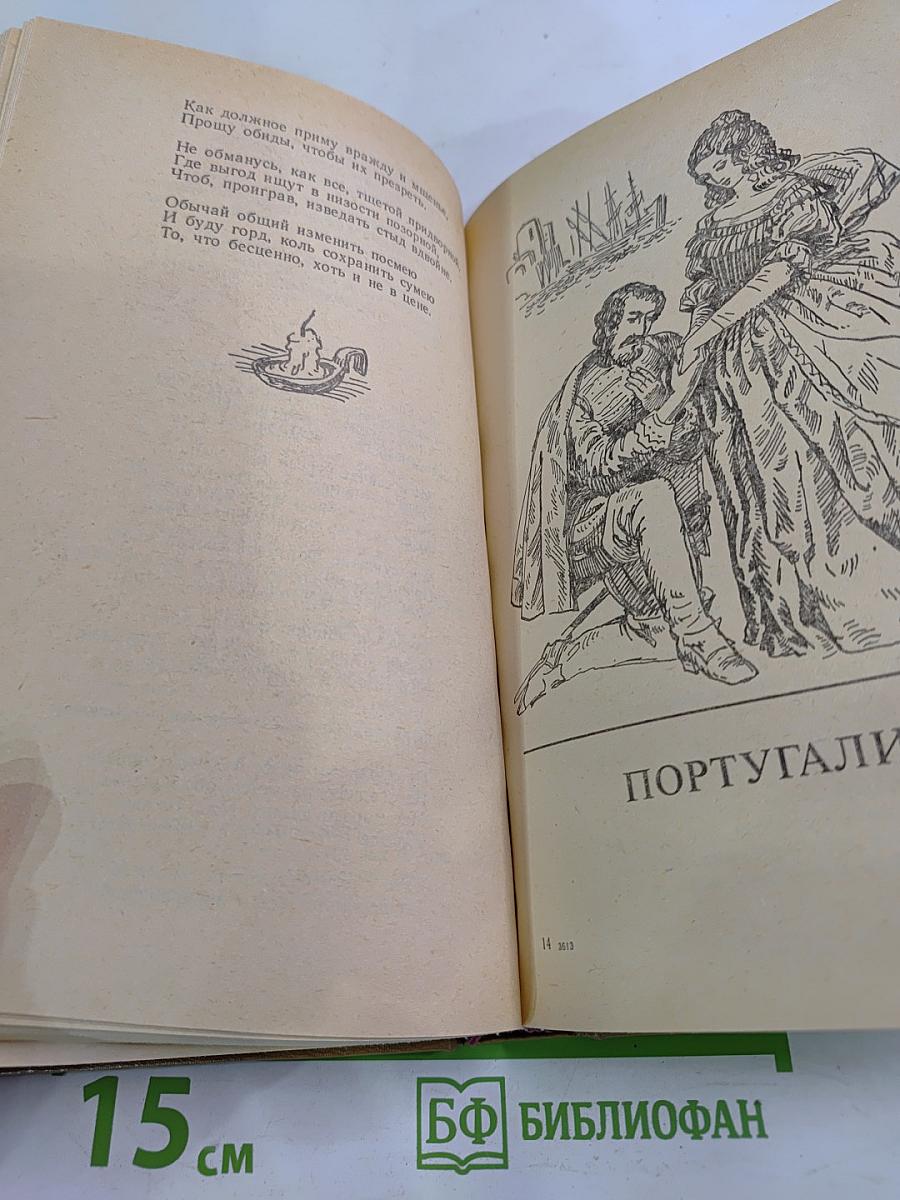 Как должное приму вражду и мщенье,
Прощу обиды, чтобы их презреть.
Не обманусь, как все, тщетой придворной,
Где выгод ищут в низости позорной,
Чтоб, проиграв, изведать стыд вдвойне.
Обычай общий изменить посмею
И буду горд, коль сохранить сумею
То, что бесценно, хоть и не в цене.
ПОРТУГАЛИ
14 3513
15 см
БФ БИБЛИОФАН